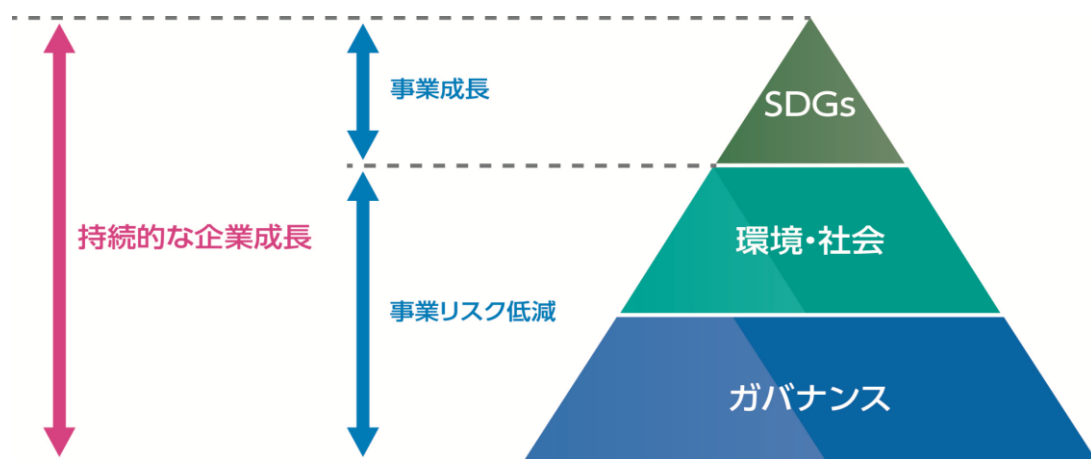 事業成長
SDGs
持続的な企業成長
環境・社会
事業リスク低減
ガバナンス